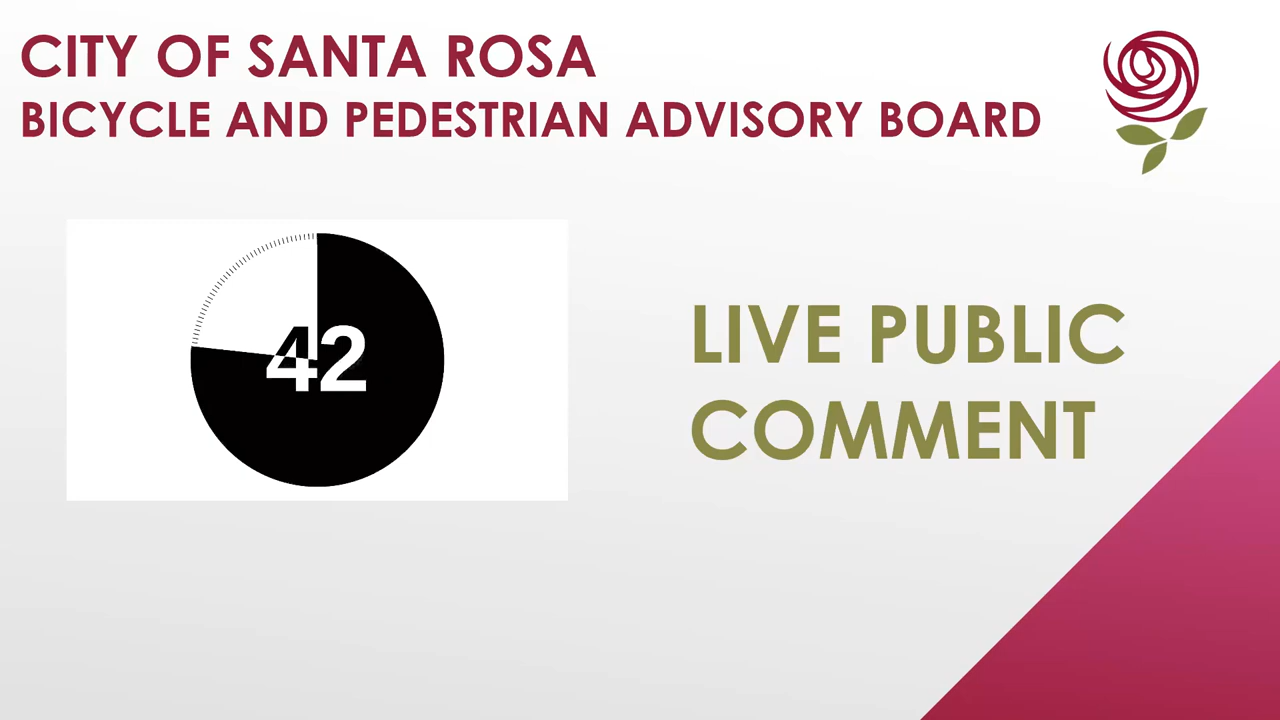 CITY OF SANTA ROSA
BICYCLE AND PEDESTRIAN ADVISORY BOARD
42
LIVE PUBLIC
COMMENT